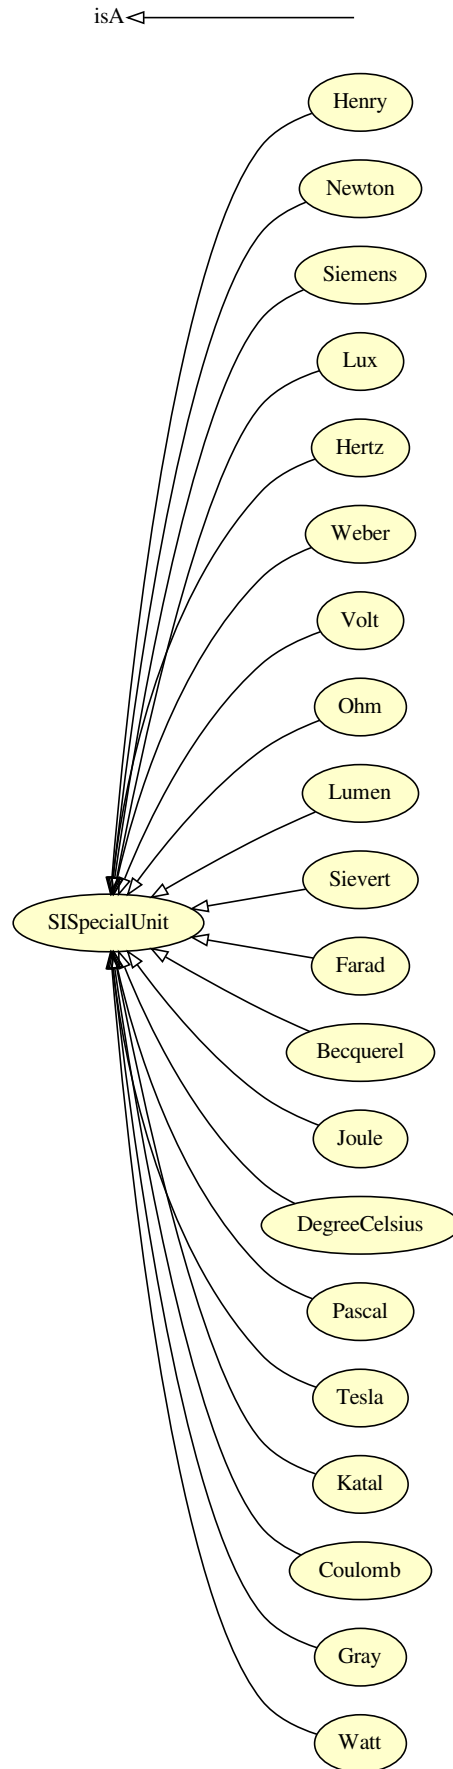 isA
Henry
Newton
Siemens
Lux
Hertz
Weber
Volt
Ohm
Lumen
Sievert
SISpecialUnit
Farad
Becquerel
Joule
DegreeCelsius
Pascal
Tesla
Katal
Coulomb
Gray
Watt